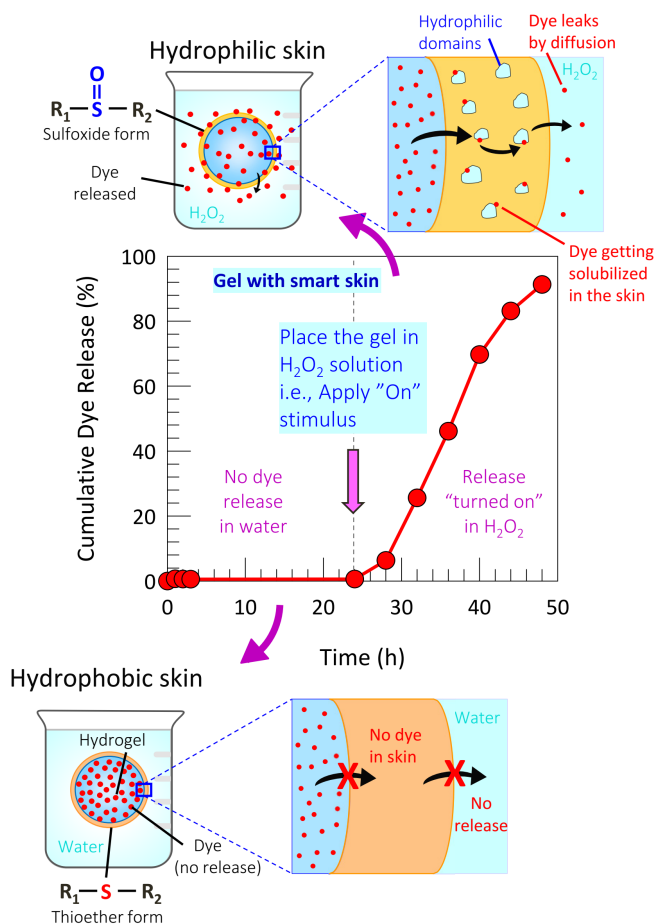 Hydrophilic skin
O
R1—S—R2
Sulfoxide form
Dye
released
H2O2
Hydrophilic
domains
Dye leaks
by diffusion
H2O2
Dye getting
solubilized
in the skin
Gel with smart skin
Place the gel in
H2O2 solution
i.e., Apply ”On”
stimulus
No dye
release
in water
Release
“turned on”
in H2O2
Cumulative Dye Release (%)
100
80
60
40
20
0
0 10 20 30 40 50
Time (h)
Hydrophobic skin
Hydrogel
Water
Dye
(no release)
R1—S—R2
Thioether form
No dye
in skin
Water
No
release